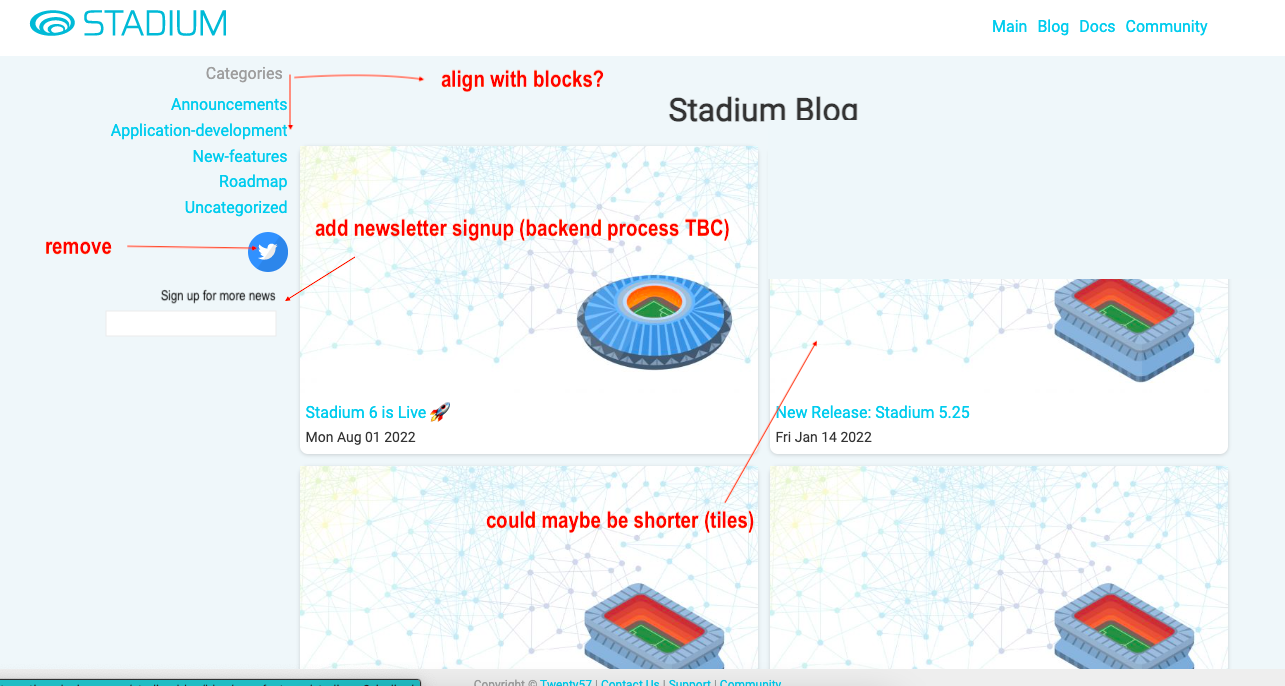 STADIUM
Main Blog Docs Community
Categories
align with blocks?
Announcements
Application-development
New-features
Roadmap
Uncategorized
remove
Sign up for more news
Stadium Blog
add newsletter signup (backend process TBC)
Stadium 6 is Live 🚀
Mon Aug 01 2022
New Release: Stadium 5.25
Fri Jan 14 2022
could maybe be shorter (tiles)
Copyright © Twenty57 | Contact Us | Support | Community